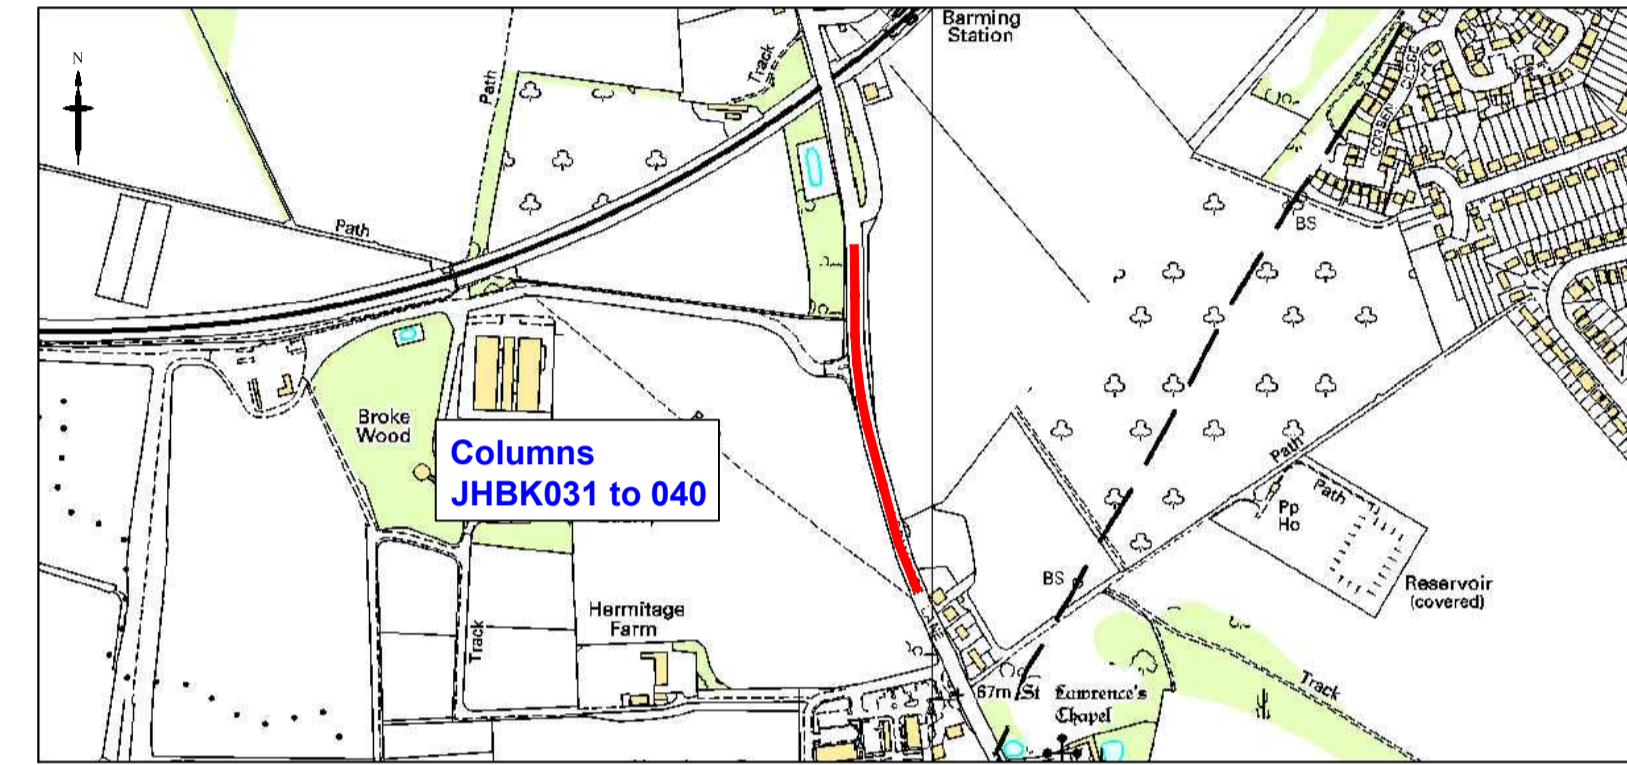 N
Barming
Station
Track
Path
CORBEN CLOSE
Path
BS
Broke
Wood
Columns
JHBK031 to 040
Path
Path
Pp
Ho
BS
Reservoir
(covered)
Hermitage
Farm
Track
67m
St Lawrence's
Chapel
Track